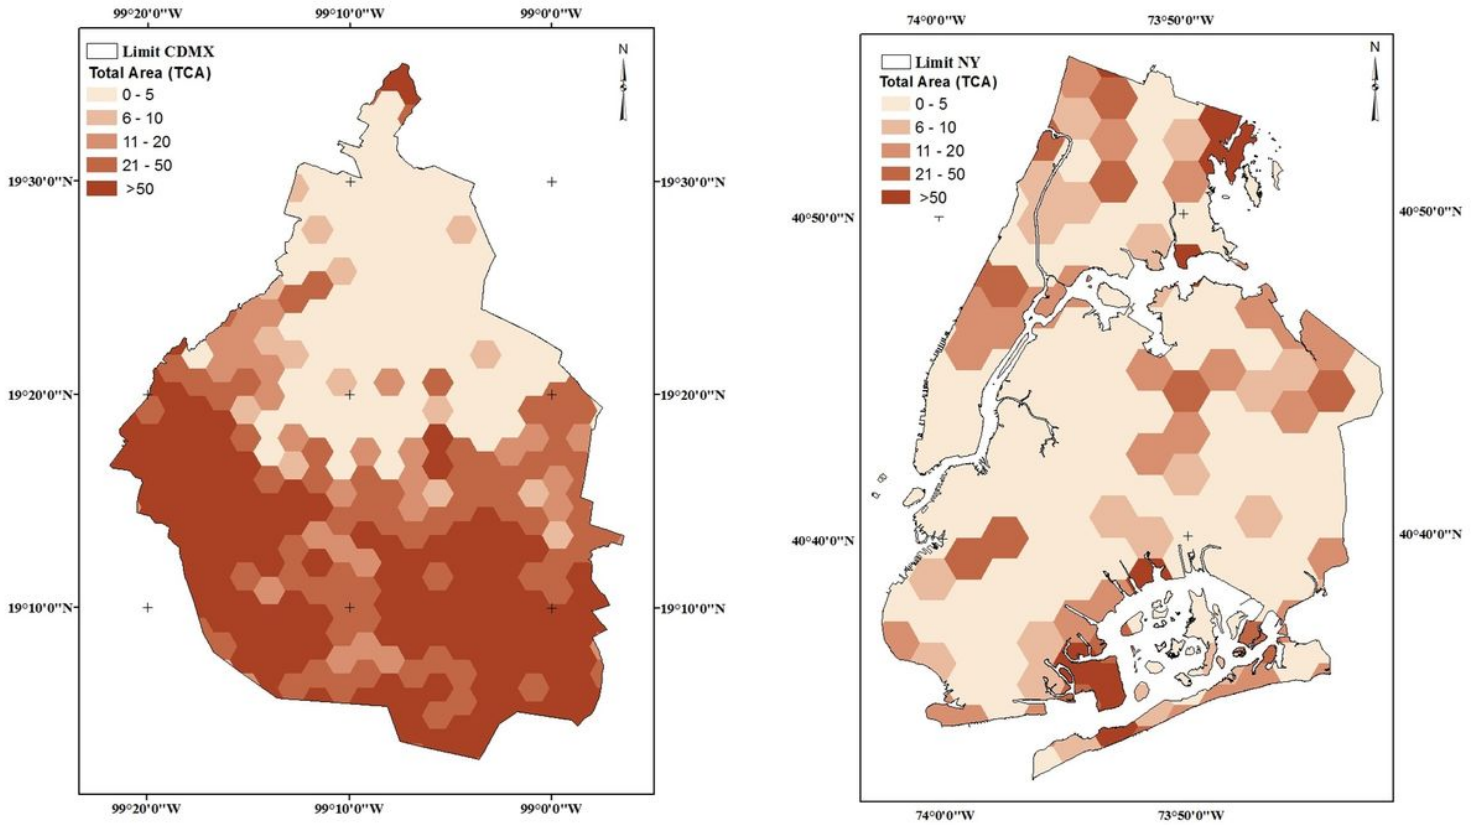 99°20'0"W 99°10'0"W 99°0'0"W
Limit CDMX
Total Area (TCA)
0 - 5
6 - 10
11 - 20
21 - 50
>50
N
19°30'0"N 19°30'0"N
19°20'0"N 19°20'0"N
19°10'0"N 19°10'0"N
99°20'0"W 99°10'0"W 99°0'0"W
74°0'0"W 73°50'0"W
Limit NY
Total Area (TCA)
0 - 5
6 - 10
11 - 20
21 - 50
>50
N
40°50'0"N 40°50'0"N
40°40'0"N 40°40'0"N
74°0'0"W 73°50'0"W